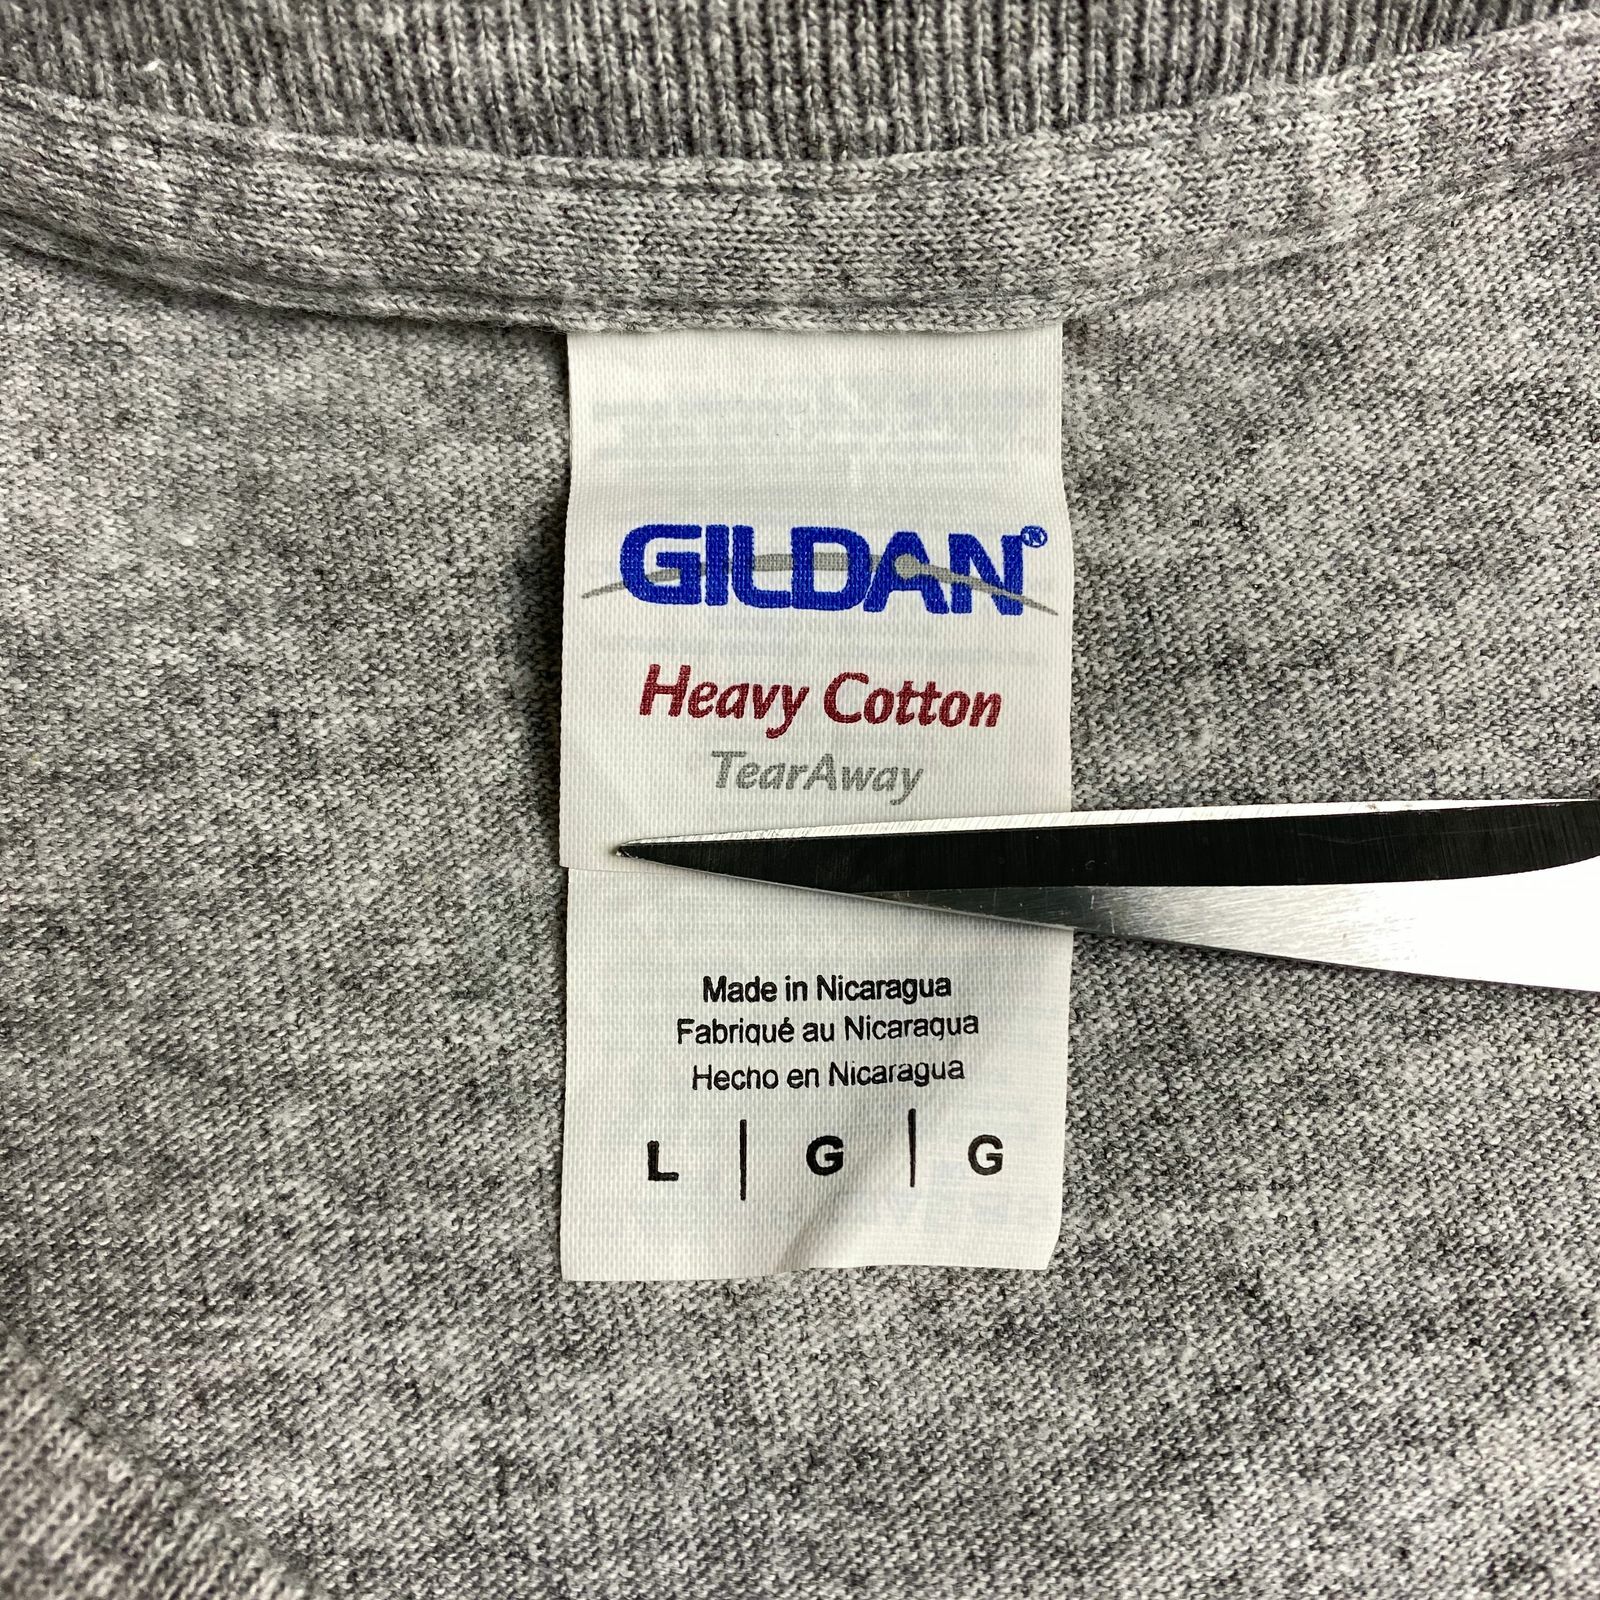 GILDAN®
Heavy Cotton
TearAway
Made in Nicaragua
Fabriqué au Nicaragua
Hecho en Nicaragua
L | G | G